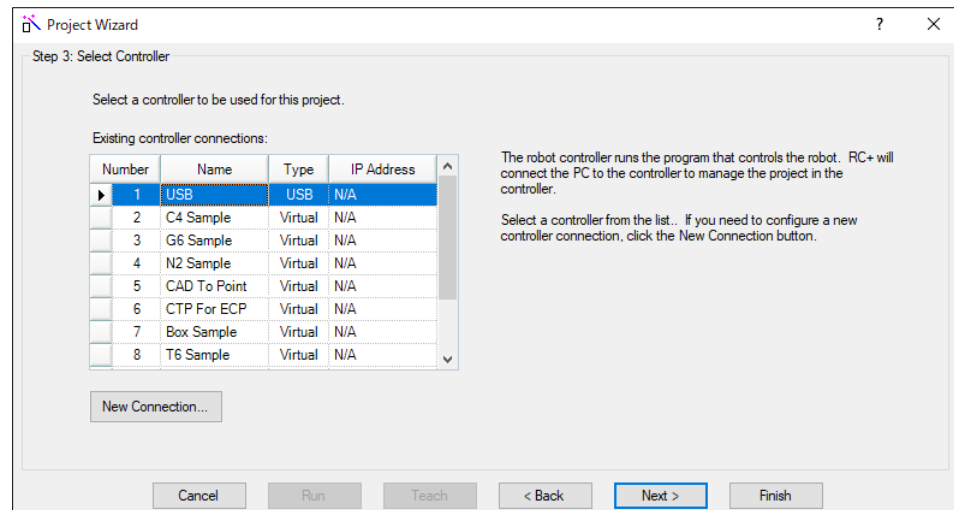 Project Wizard
?
Step 3: Select Controller
Select a controller to be used for this project.
Existing controller connections:
Number Name Type IP Address
1 USB USB N/A
2 C4 Sample Virtual N/A
3 G6 Sample Virtual N/A
4 N2 Sample Virtual N/A
5 CAD To Point Virtual N/A
6 CTP For ECP Virtual N/A
7 Box Sample Virtual N/A
8 T6 Sample Virtual N/A
New Connection...
The robot controller runs the program that controls the robot. RC+ will
connect the PC to the controller to manage the project in the
controller.
Select a controller from the list.. If you need to configure a new
controller connection, click the New Connection button.
Cancel Run Teach < Back Next > Finish